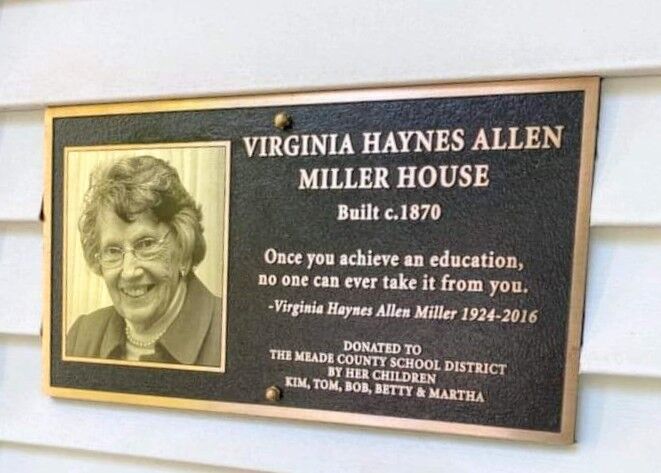 VIRGINIA HAYNES ALLEN
MILLER HOUSE
Built c.1870
Once you achieve an education,
no one can ever take it from you.
-Virginia Haynes Allen Miller 1924-2016
DONATED TO
THE MEADE COUNTY SCHOOL DISTRICT
BY HER CHILDREN
KIM, TOM, BOB, BETTY & MARTHA